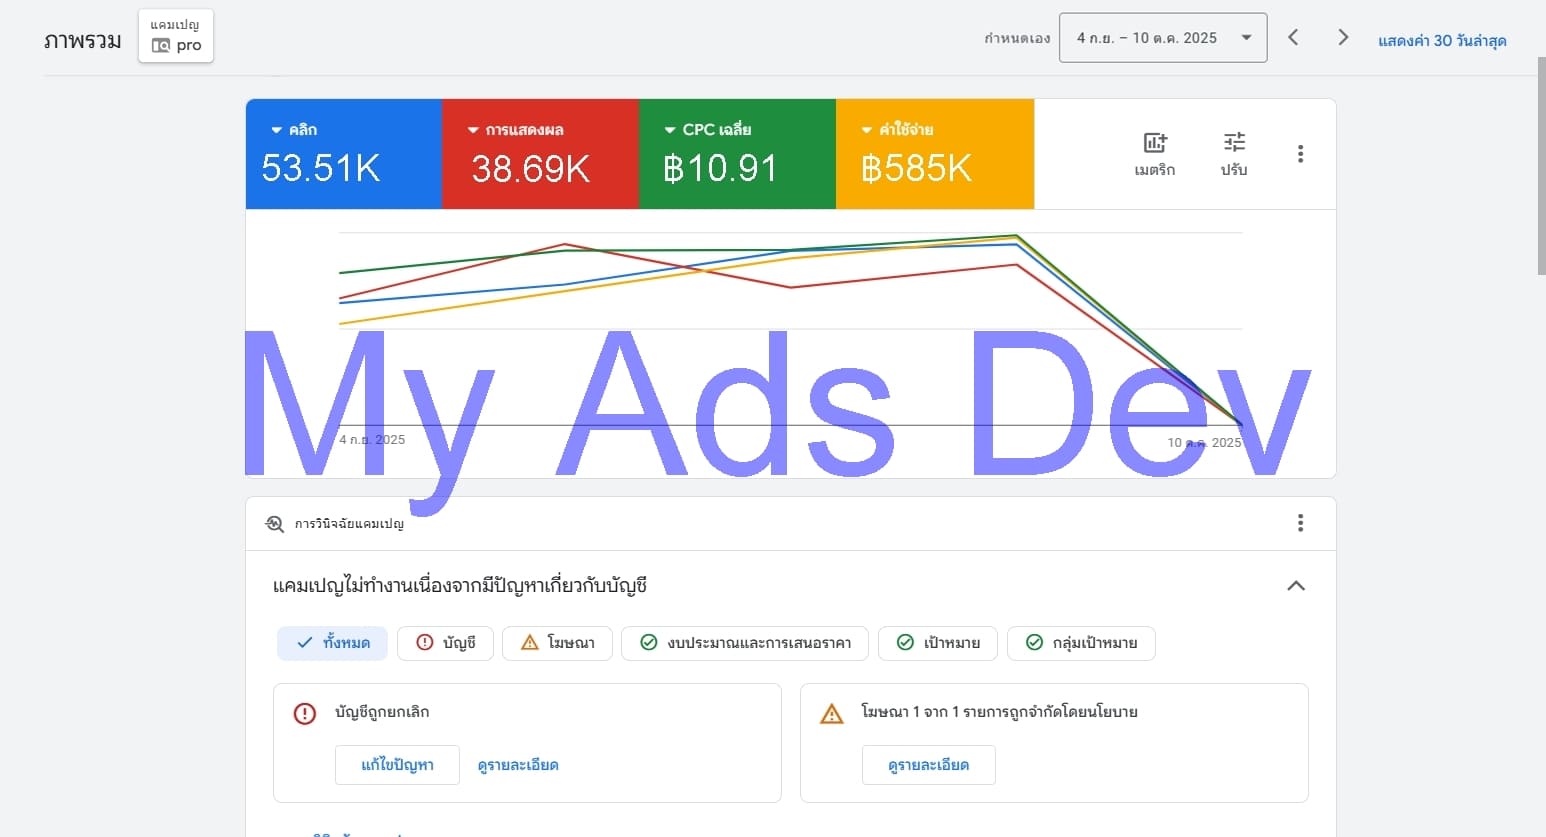 ภาพรวม
แคมเปญ
pro
กำหนดเอง
4 ก.ย. – 10 ต.ค. 2025
แสดงค่า 30 วันล่าสุด
คลิก
53.51K
การแสดงผล
38.69K
CPC เฉลี่ย
฿10.91
ค่าใช้จ่าย
฿585K
เมตริก
ปรับ
My Ads Dev
4 ก.ย. 2025
10 ต.ค. 2025
การวินิจฉัยแคมเปญ
แคมเปญไม่ทำงานเนื่องจากมีปัญหาเกี่ยวกับบัญชี
ทั้งหมด
บัญชี
โฆษณา
งบประมาณและการเสนอราคา
เป้าหมาย
กลุ่มเป้าหมาย
บัญชีถูกยกเลิก
แก้ไขปัญหา
ดูรายละเอียด
โฆษณา 1 จาก 1 รายการถูกจำกัดโดยนโยบาย
ดูรายละเอียด